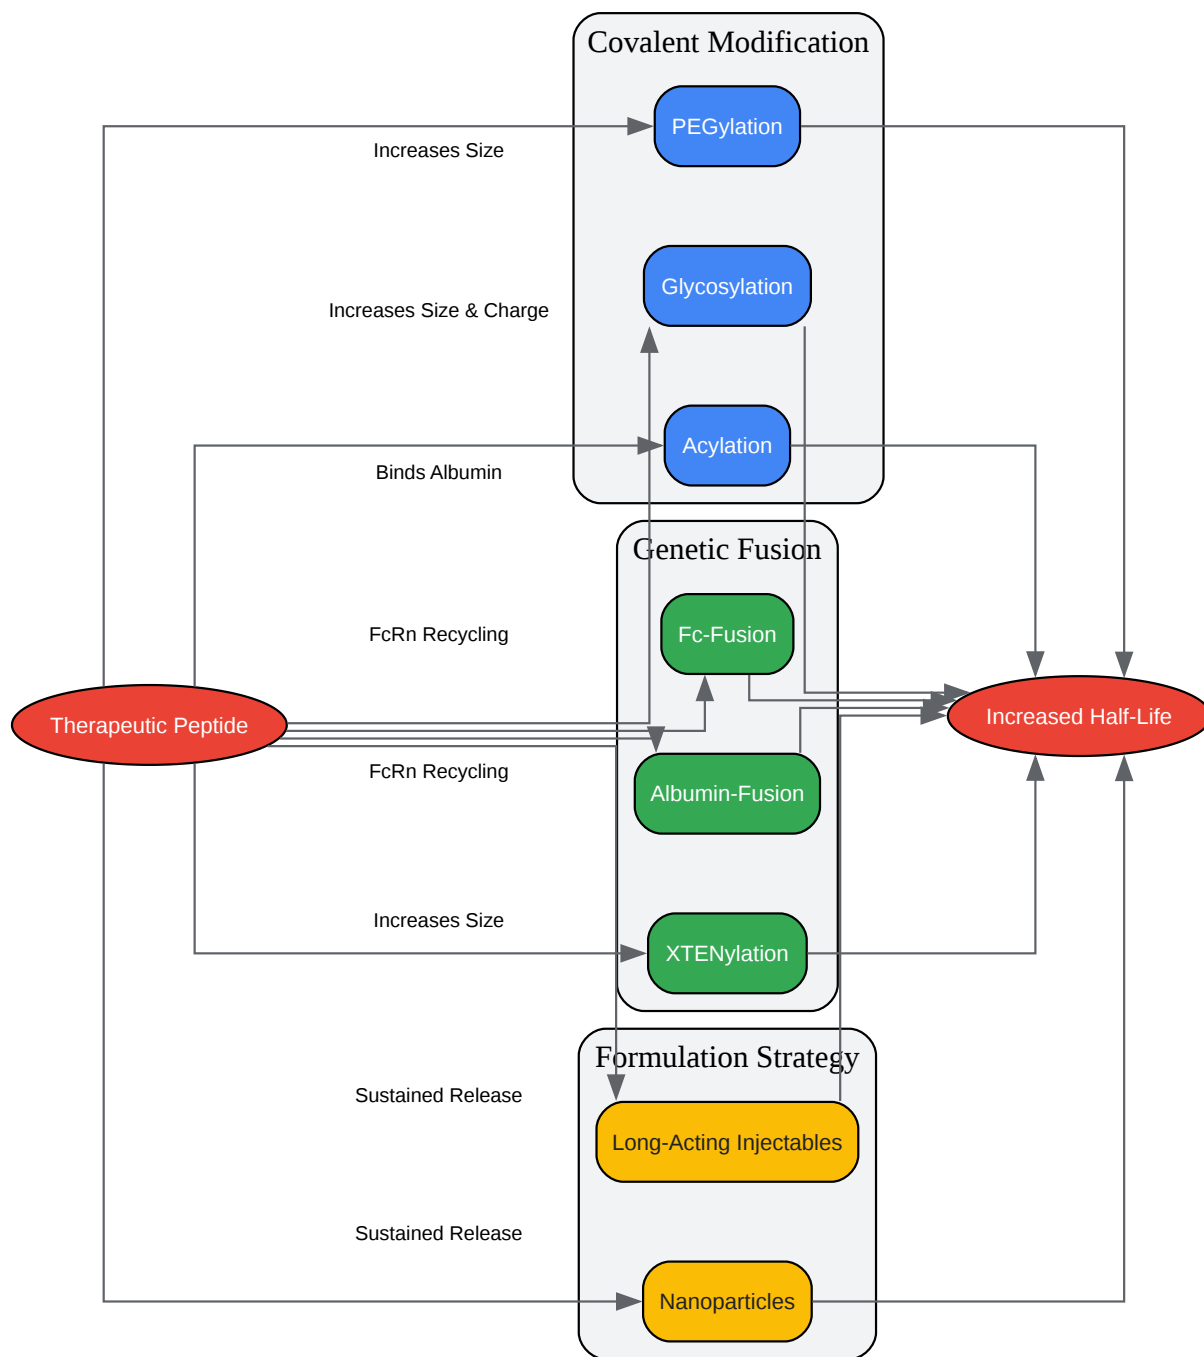 Covalent Modification
PEGylation
Increases Size
Glycosylation
Increases Size & Charge
Acylation
Binds Albumin
Genetic Fusion
Fc-Fusion
FcRn Recycling
Therapeutic Peptide
Increased Half-Life
FcRn Recycling
Albumin-Fusion
Increases Size
XTENylation
Formulation Strategy
Sustained Release
Long-Acting Injectables
Sustained Release
Nanoparticles